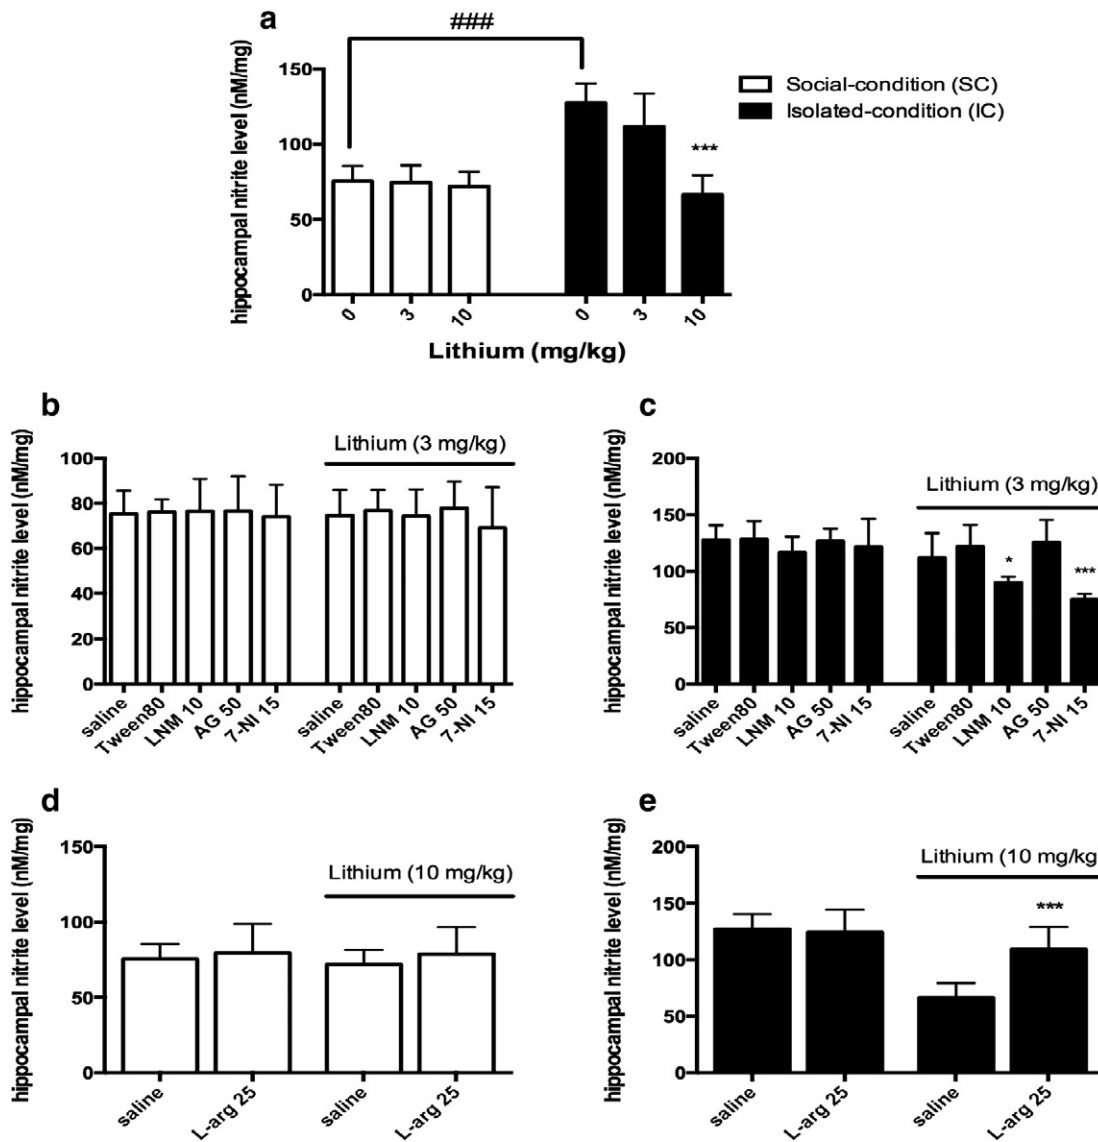 a
###
hippocampal nitrite level (nM/mg)
150
100
50
0
***
Social-condition (SC)
Isolated-condition (IC)
0 3 10 0 3 10
Lithium (mg/kg)
b
Lithium (3 mg/kg)
hippocampal nitrite level (nM/mg)
100
80
60
40
20
0
saline Tween80 LNM 10 AG 50 7-NI 15 saline Tween80 LNM 10 AG 50 7-NI 15
c
Lithium (3 mg/kg)
hippocampal nitrite level (nM/mg)
200
150
100
50
0
* ***
saline Tween80 LNM 10 AG 50 7-NI 15 saline Tween80 LNM 10 AG 50 7-NI 15
d
Lithium (10 mg/kg)
hippocampal nitrite level (nM/mg)
150
100
50
0
saline L-arg 25 saline L-arg 25
e
Lithium (10 mg/kg
hippocampal nitrite level (nM/mg)
200
150
100
50
0
***
saline L-arg 25 saline L-arg 25